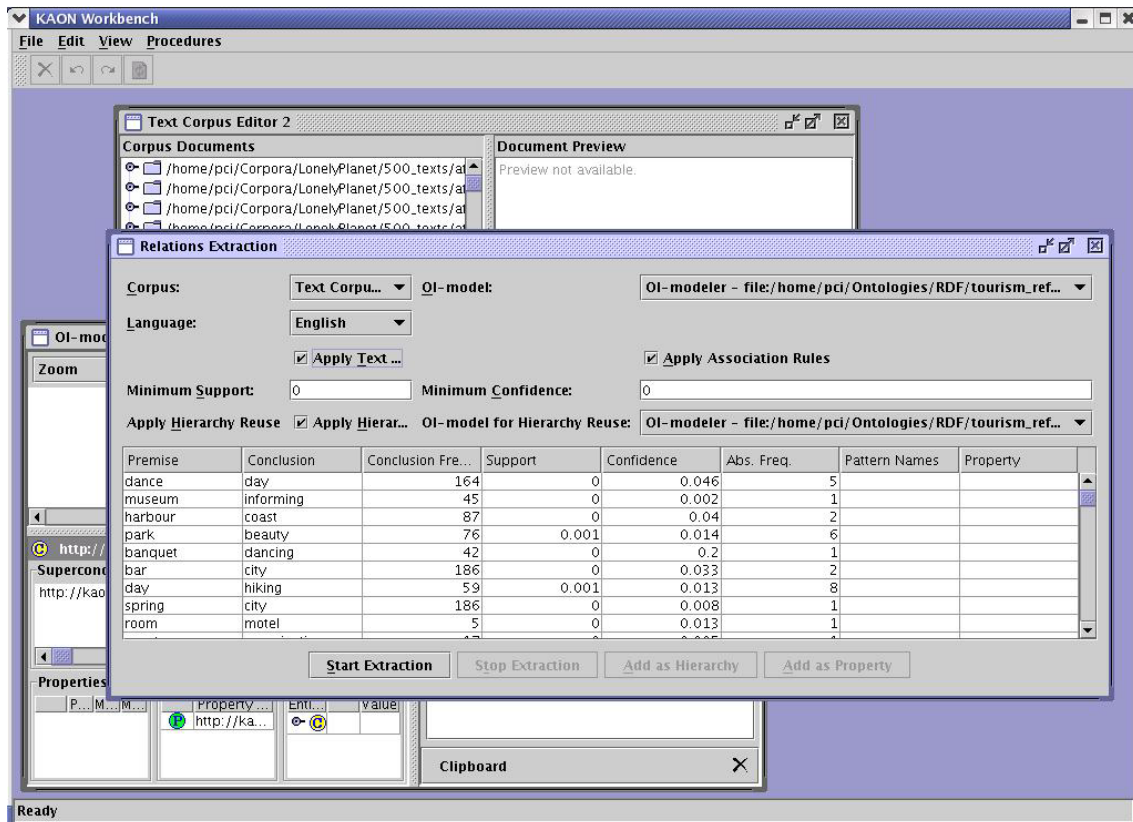 KAON Workbench
File Edit View Procedures
Text Corpus Editor 2
Corpus Documents Document Preview
/home/pci/Corpora/LonelyPlanet/500_texts/at Preview not available.
/home/pci/Corpora/LonelyPlanet/500_texts/at
/home/pci/Corpora/LonelyPlanet/500_texts/at
/home/pci/Corpora/LonelyPlanet/500_texts/at
Relations Extraction
Corpus: Text Corpu... OI-model: OI-modeler - file:/home/pci/Ontologies/RDF/tourism_ref...
Language: English
OI-mod
Apply Text ... Apply Association Rules
Zoom
Minimum Support: 0 Minimum Confidence: 0
Apply Hierarchy Reuse Apply Hierar... OI-model for Hierarchy Reuse: OI-modeler - file:/home/pci/Ontologies/RDF/tourism_ref...
Premise Conclusion Conclusion Fre... Support Confidence Abs. Freq. Pattern Names Property
dance day 164 0 0.046 5
museum informing 45 0 0.002 1
harbour coast 87 0 0.04 2
park beauty 76 0.001 0.014 6
banquet dancing 42 0 0.2 1
bar city 186 0 0.033 2
day hiking 59 0.001 0.013 8
spring city 186 0 0.008 1
room motel 5 0 0.013 1
C http://
Supercond
http://kao
Start Extraction Stop Extraction Add as Hierarchy Add as Property
Properties
P... M... M... Property ... Enti... Value
P http://ka... C
Clipboard
Ready